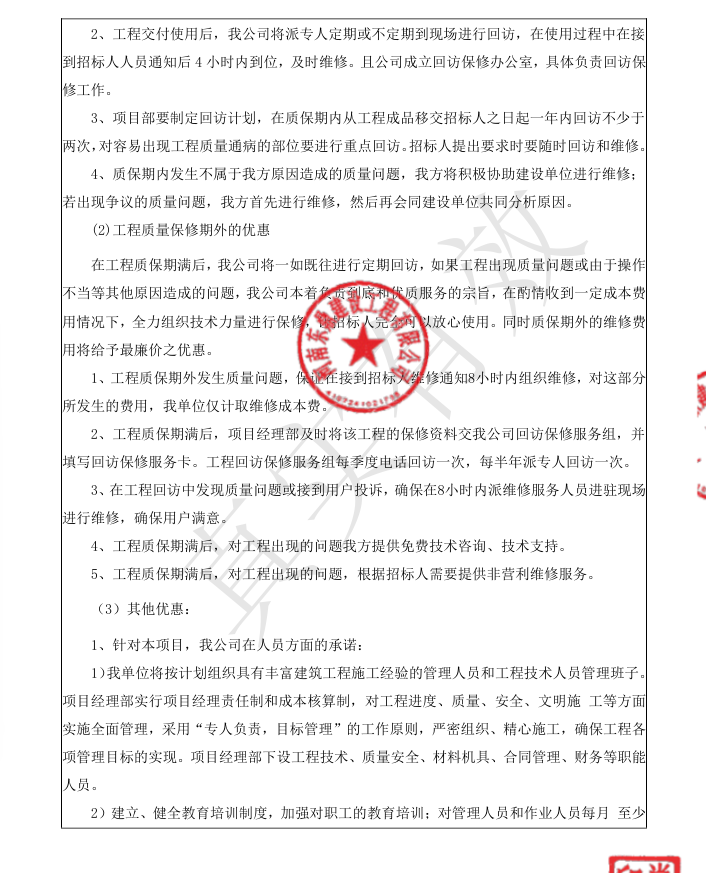 2、工程交付使用后，我公司将派专人定期或不定期到现场进行回访，在使用过程中在接
到招标人人员通知后 4 小时内到位，及时维修。且公司成立回访保修办公室，具体负责回访保
修工作。
3、项目部要制定回访计划，在质保期内从工程成品移交招标人之日起一年内回访不少于
两次，对容易出现工程质量通病的部位要进行重点回访。招标人提出要求时要随时回访和维修。
4、质保期内发生不属于我方原因造成的质量问题，我方将积极协助建设单位进行维修；
若出现争议的质量问题，我方首先进行维修，然后再会同建设单位共同分析原因。
(2)工程质量保修期外的优惠
在工程质保期满后，我公司将一如既往进行定期回访，如果工程出现质量问题或由于操作
不当等其他原因造成的问题，我公司本着负责到底和优质服务的宗旨，在酌情收到一定成本费
用情况下，全力组织技术力量进行保修，让招标人完全可以放心使用。同时质保期外的维修费
用将给予最廉价之优惠。
1、工程质保期外发生质量问题，保证在接到招标人维修通知8小时内组织维修，对这部分
所发生的费用，我单位仅计取维修成本费。
2、工程质保期满后，项目经理部及时将该工程的保修资料交我公司回访保修服务组，并
填写回访保修服务卡。工程回访保修服务组每季度电话回访一次，每半年派专人回访一次。
3、在工程回访中发现质量问题或接到用户投诉，确保在8小时内派维修服务人员进驻现场
进行维修，确保用户满意。
4、工程质保期满后，对工程出现的问题我方提供免费技术咨询、技术支持。
5、工程质保期满后，对工程出现的问题，根据招标人需要提供非营利维修服务。
（3）其他优惠：
1、针对本项目，我公司在人员方面的承诺：
1)我单位将按计划组织具有丰富建筑工程施工经验的管理人员和工程技术人员管理班子。
项目经理部实行项目经理责任制和成本核算制，对工程进度、质量、安全、文明施 工等方面
实施全面管理，采用“专人负责，目标管理”的工作原则，严密组织、精心施工，确保工程各
项管理目标的实现。项目经理部下设工程技术、质量安全、材料机具、合同管理、财务等职能
人员。
2）建立、健全教育培训制度，加强对职工的教育培训；对管理人员和作业人员每月 至少
真实有效